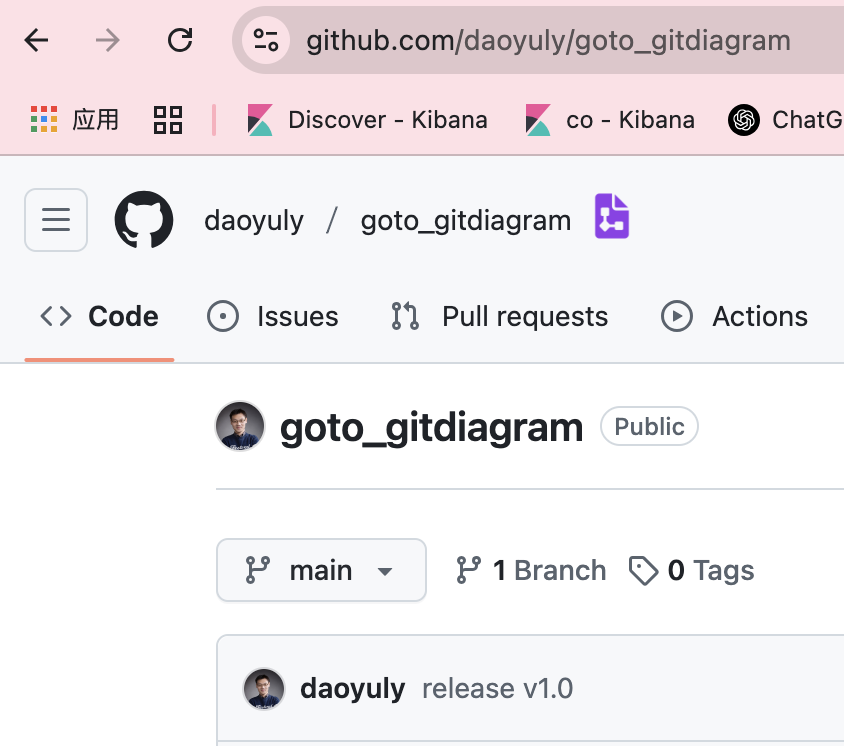 github.com/daoyuly/goto_gitdiagram
应用 Discover - Kibana co - Kibana ChatG
daoyuly / goto_gitdiagram
Code Issues Pull requests Actions
goto_gitdiagram Public
main 1 Branch 0 Tags
daoyuly release v1.0